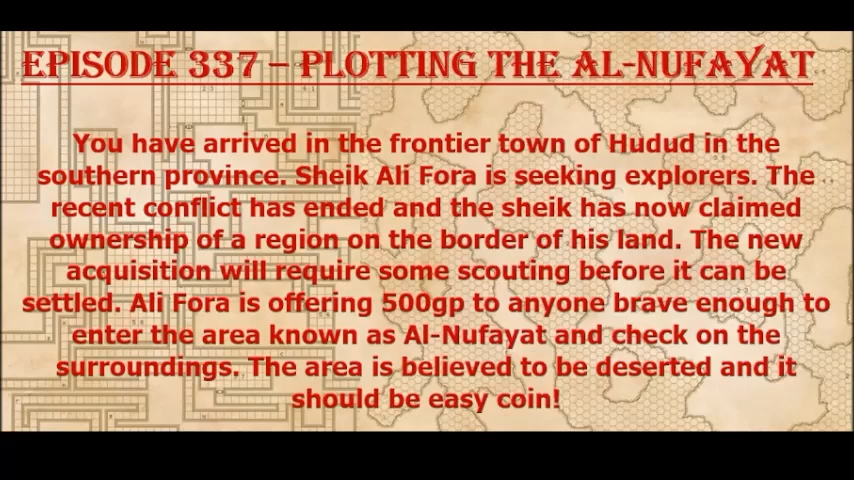 EPISODE 337 – PLOTTING THE AL-NUFAYAT
You have arrived in the frontier town of Hudud in the
southern province. Sheik Ali Fora is seeking explorers. The
recent conflict has ended and the sheik has now claimed
ownership of a region on the border of his land. The new
acquisition will require some scouting before it can be
settled. Ali Fora is offering 500gp to anyone brave enough to
enter the area known as Al-Nufayat and check on the
surroundings. The area is believed to be deserted and it
should be easy coin!